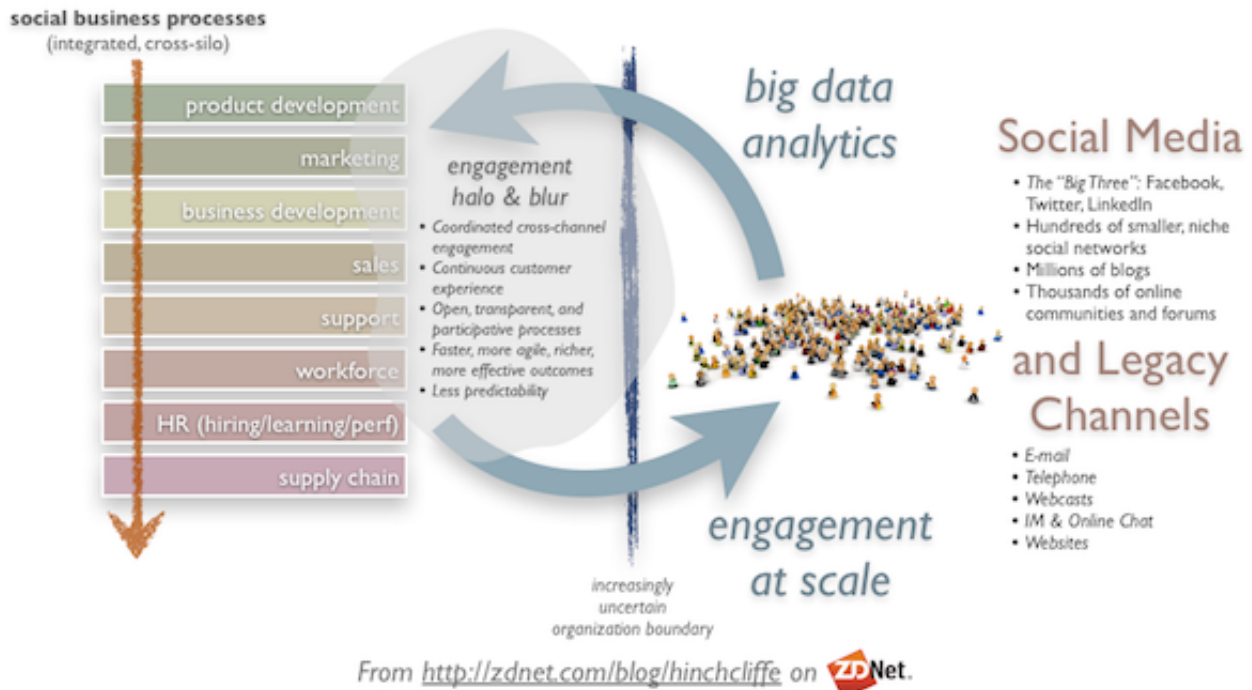 social business processes
(integrated, cross-silo)
product development
marketing
business development
sales
support
workforce
HR (hiring/learning/perf)
supply chain
engagement
halo & blur
• Coordinated cross-channel
engagement
• Continuous customer
experience
• Open, transparent, and
participative processes
• Faster, more agile, richer,
more effective outcomes
• Less predictability
big data
analytics
engagement
at scale
increasingly
uncertain
organization boundary
Social Media
• The "Big Three": Facebook,
Twitter, LinkedIn
• Hundreds of smaller, niche
social networks
• Millions of blogs
• Thousands of online
communities and forums
and Legacy
Channels
• E-mail
• Telephone
• Webcasts
• IM & Online Chat
• Websites
From http://zdnet.com/blog/hinchcliffe on ZDNet.